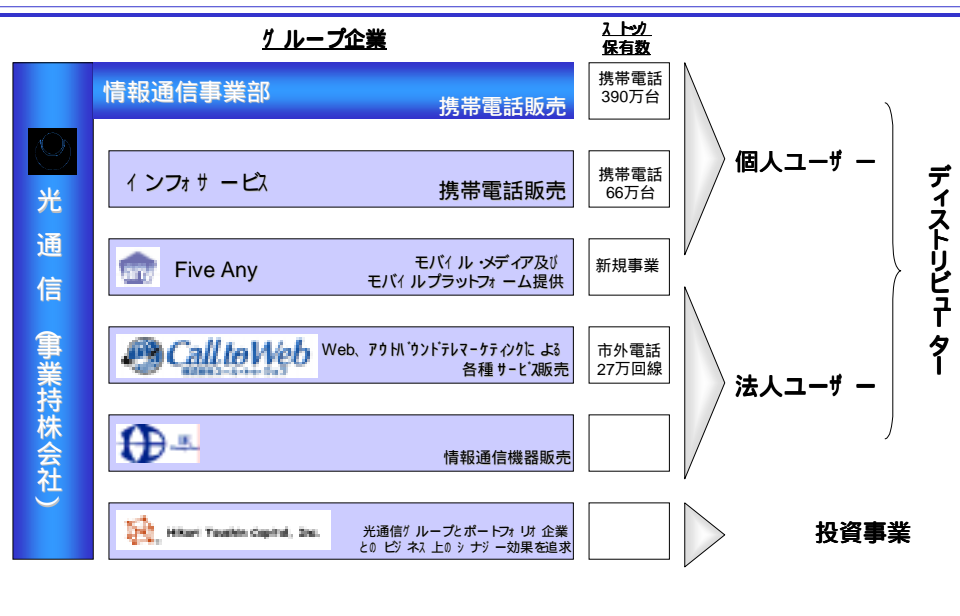 グループ企業
ストック
保有数
光通信（事業持株会社）
情報通信事業部
携帯電話販売
携帯電話
390万台
インフォサービス
携帯電話販売
携帯電話
66万台
Five Any
モバイル・メディア及び
モバイルプラットフォーム提供
新規事業
Call to Web
Web、アウトバウンドテレマーケティングによる
各種サービス販売
市外電話
27万回線
情報通信機器販売
Hikari Tsushin Capital, Inc.
光通信グループとポートフォリオ企業
とのビジネス上のシナジー効果を追求
個人ユーザー
法人ユーザー
投資事業
ディストリビューター